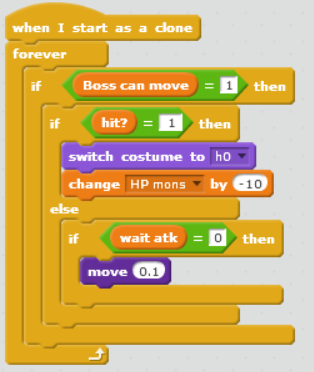 when I start as a clone
forever
if Boss can move = 1 then
if hit? = 1 then
switch costume to h0
change HP mons by -10
else
if wait atk = 0 then
move 0.1